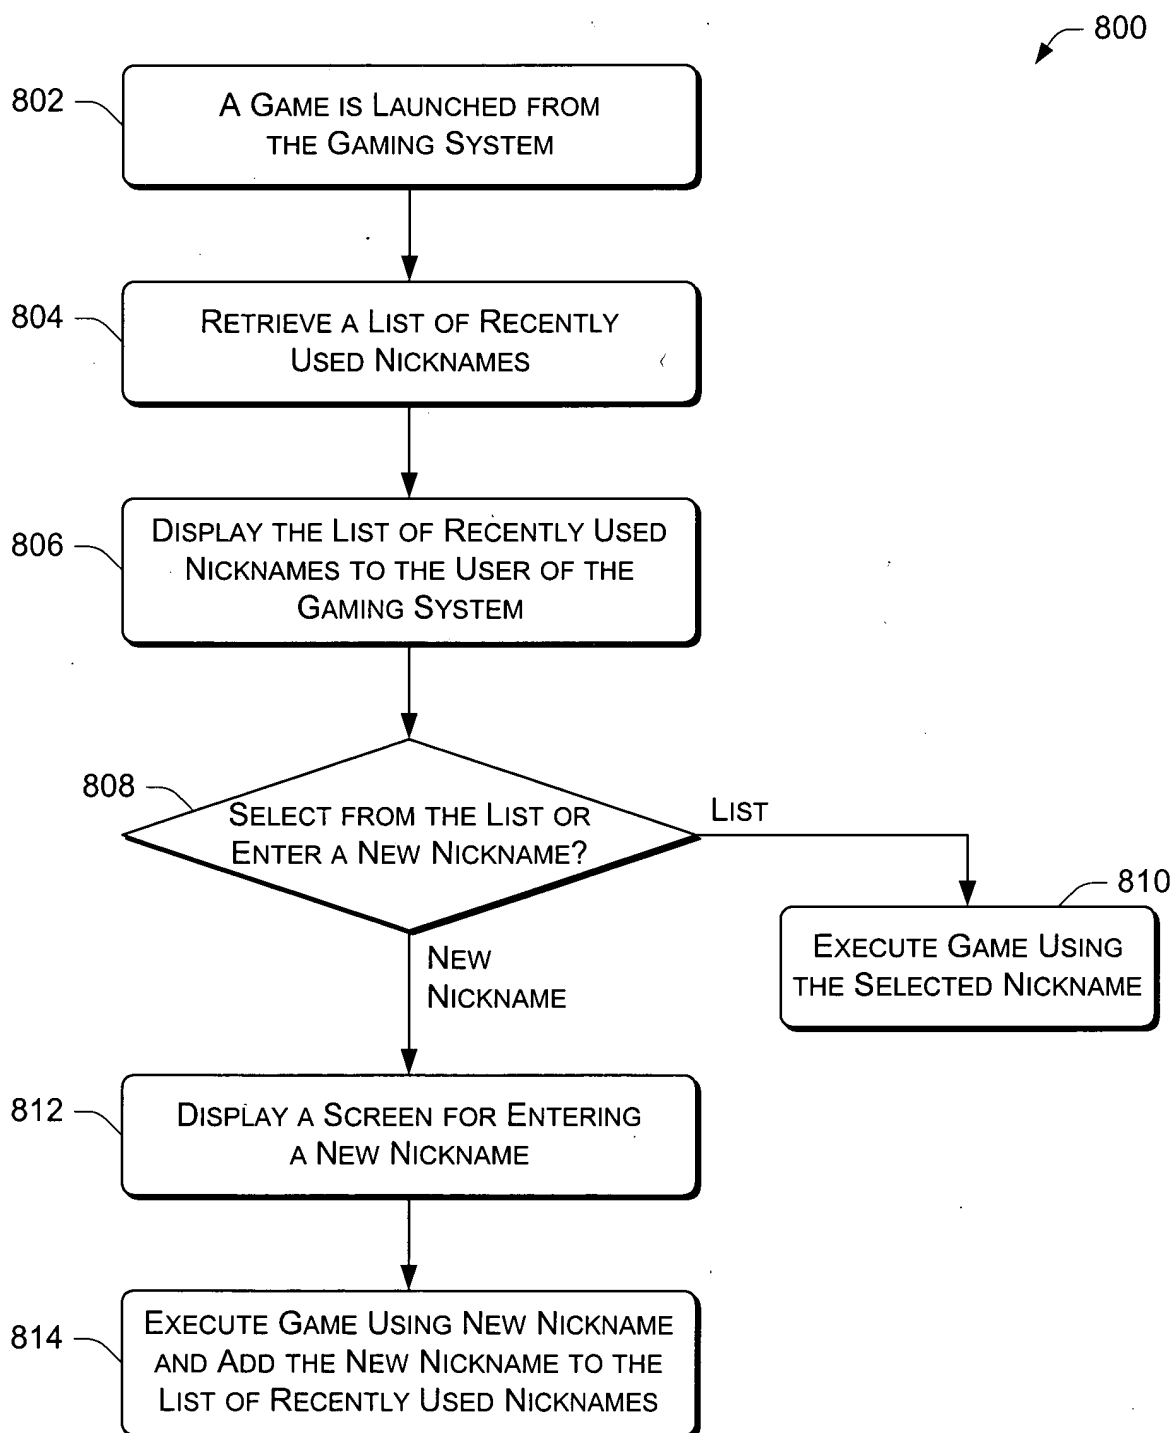 800
802
A GAME IS LAUNCHED FROM
THE GAMING SYSTEM
804
RETRIEVE A LIST OF RECENTLY
USED NICKNAMES
806
DISPLAY THE LIST OF RECENTLY USED
NICKNAMES TO THE USER OF THE
GAMING SYSTEM
808
SELECT FROM THE LIST OR
ENTER A NEW NICKNAME?
LIST
810
EXECUTE GAME USING
THE SELECTED NICKNAME
NEW
NICKNAME
812
DISPLAY A SCREEN FOR ENTERING
A NEW NICKNAME
814
EXECUTE GAME USING NEW NICKNAME
AND ADD THE NEW NICKNAME TO THE
LIST OF RECENTLY USED NICKNAMES